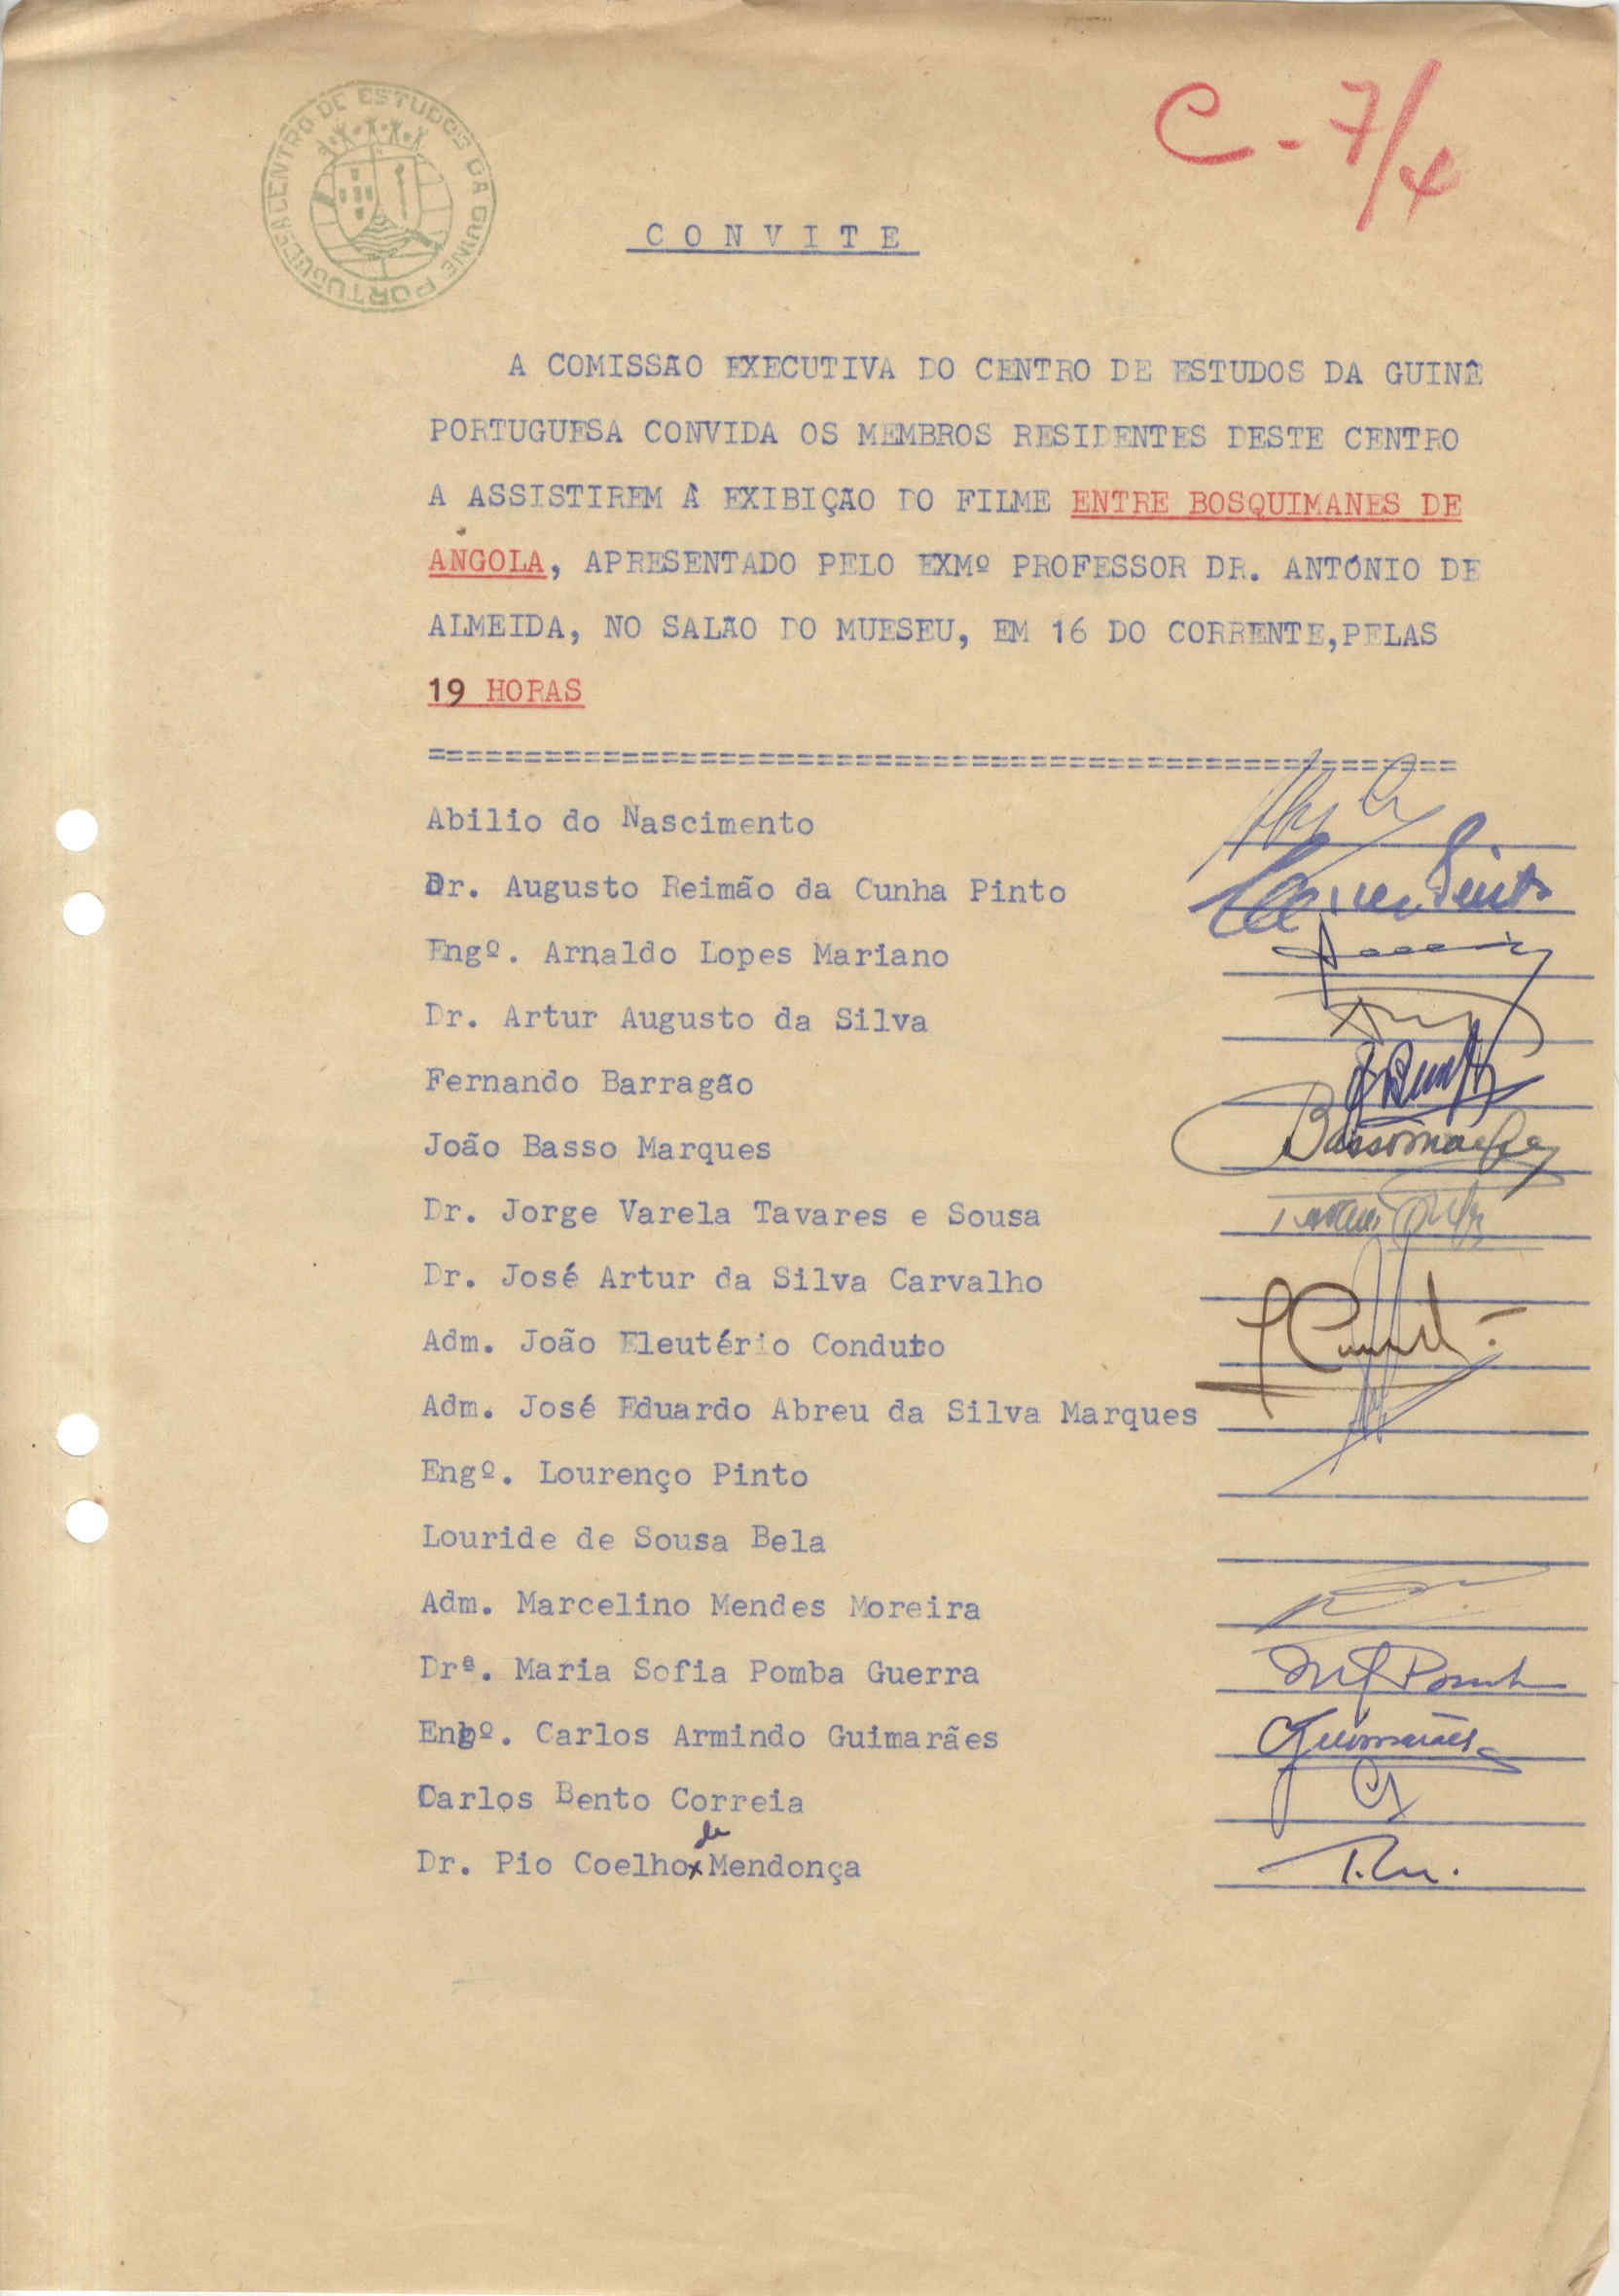 CENTRO DE ESTUDOS DA GUINÉ PORTUGUESA
C-7/4
CONVITE
A COMISSÃO EXECUTIVA DO CENTRO DE ESTUDOS DA GUINÊ
PORTUGUESA CONVIDA OS MEMBROS RESIDENTES DESTE CENTRO
A ASSISTIREM Â EXIBIÇÃO DO FILME ENTRE BOSQUIMANES DE
ANGOLA, APRESENTADO PELO EXMº PROFESSOR DR. ANTÓNIO DE
ALMEIDA, NO SALÃO DO MUESEU, EM 16 DO CORRENTE,PELAS
19 HORAS
Abilio do Nascimento
Dr. Augusto Reimão da Cunha Pinto
Engº. Arnaldo Lopes Mariano
Dr. Artur Augusto da Silva
Fernando Barragão
João Basso Marques
Dr. Jorge Varela Tavares e Sousa
Dr. José Artur da Silva Carvalho
Adm. João Eleutério Conduto
Adm. José Eduardo Abreu da Silva Marques
Engº. Lourenço Pinto
Louride de Sousa Bela
Adm. Marcelino Mendes Moreira
Drª. Maria Sofia Pomba Guerra
Engº. Carlos Armindo Guimarães
Guimarães
Carlos Bento Correia
Dr. Pio Coelho de Mendonça